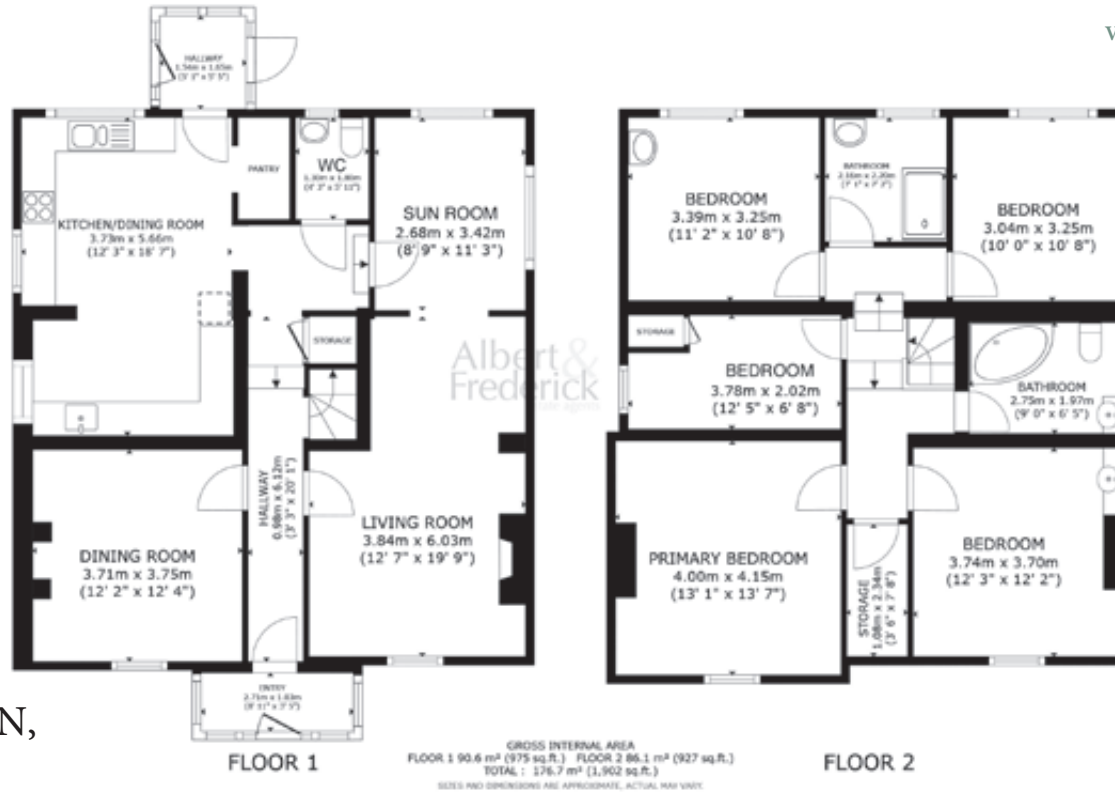 HALLWAY
1.54m x 1.65m
(5' 1" x 5' 5")
KITCHEN/DINING ROOM
3.73m x 5.66m
(12' 3" x 18' 7")
PANTRY
WC
1.30m x 1.80m
(4' 3" x 5' 11")
SUN ROOM
2.68m x 3.42m
(8' 9" x 11' 3")
STORAGE
HALLWAY
0.98m x 6.12m
(3' 3" x 20' 1")
DINING ROOM
3.71m x 3.75m
(12' 2" x 12' 4")
LIVING ROOM
3.84m x 6.03m
(12' 7" x 19' 9")
ENTRY
2.71m x 1.03m
FLOOR 1
Albert &
Frederick
estate agents
BEDROOM
3.39m x 3.25m
(11' 2" x 10' 8")
BATHROOM
2.16m x 2.20m
(7' 1" x 7' 3")
BEDROOM
3.04m x 3.25m
(10' 0" x 10' 8")
STORAGE
BEDROOM
3.78m x 2.02m
(12' 5" x 6' 8")
BATHROOM
2.75m x 1.97m
(9' 0" x 6' 5")
PRIMARY BEDROOM
4.00m x 4.15m
(13' 1" x 13' 7")
STORAGE
1.08m x 2.34m
(3' 6" x 7' 8")
BEDROOM
3.74m x 3.70m
(12' 3" x 12' 2")
FLOOR 2
N,
GROSS INTERNAL AREA
FLOOR 1 90.6 m² (975 sq.ft.) FLOOR 2 86.1 m² (927 sq.ft.)
TOTAL : 176.7 m² (1,902 sq.ft.)
SIZES AND DIMENSIONS ARE APPROXIMATE, ACTUAL MAY VARY.